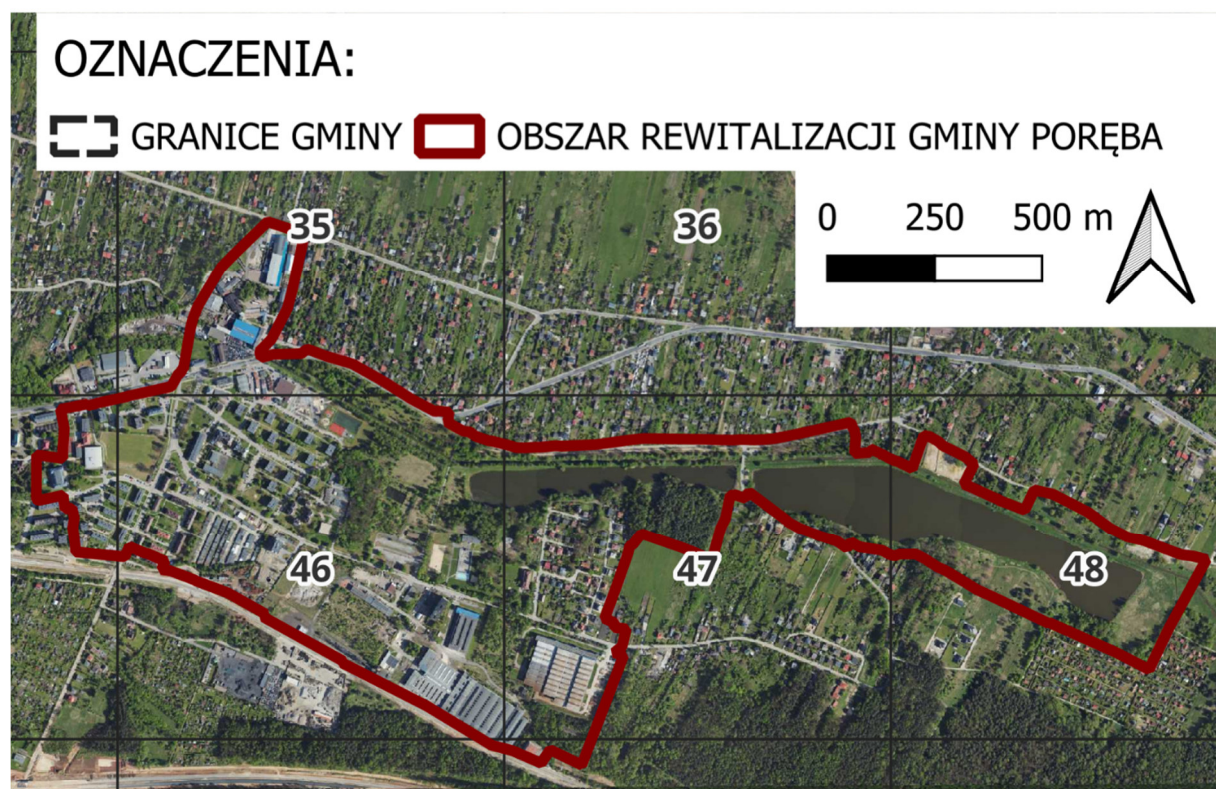 OZNACZENIA:
GRANICE GMINY OBSZAR REWITALIZACJI GMINY PORĘBA
0 250 500 m
35 36
46 47 48